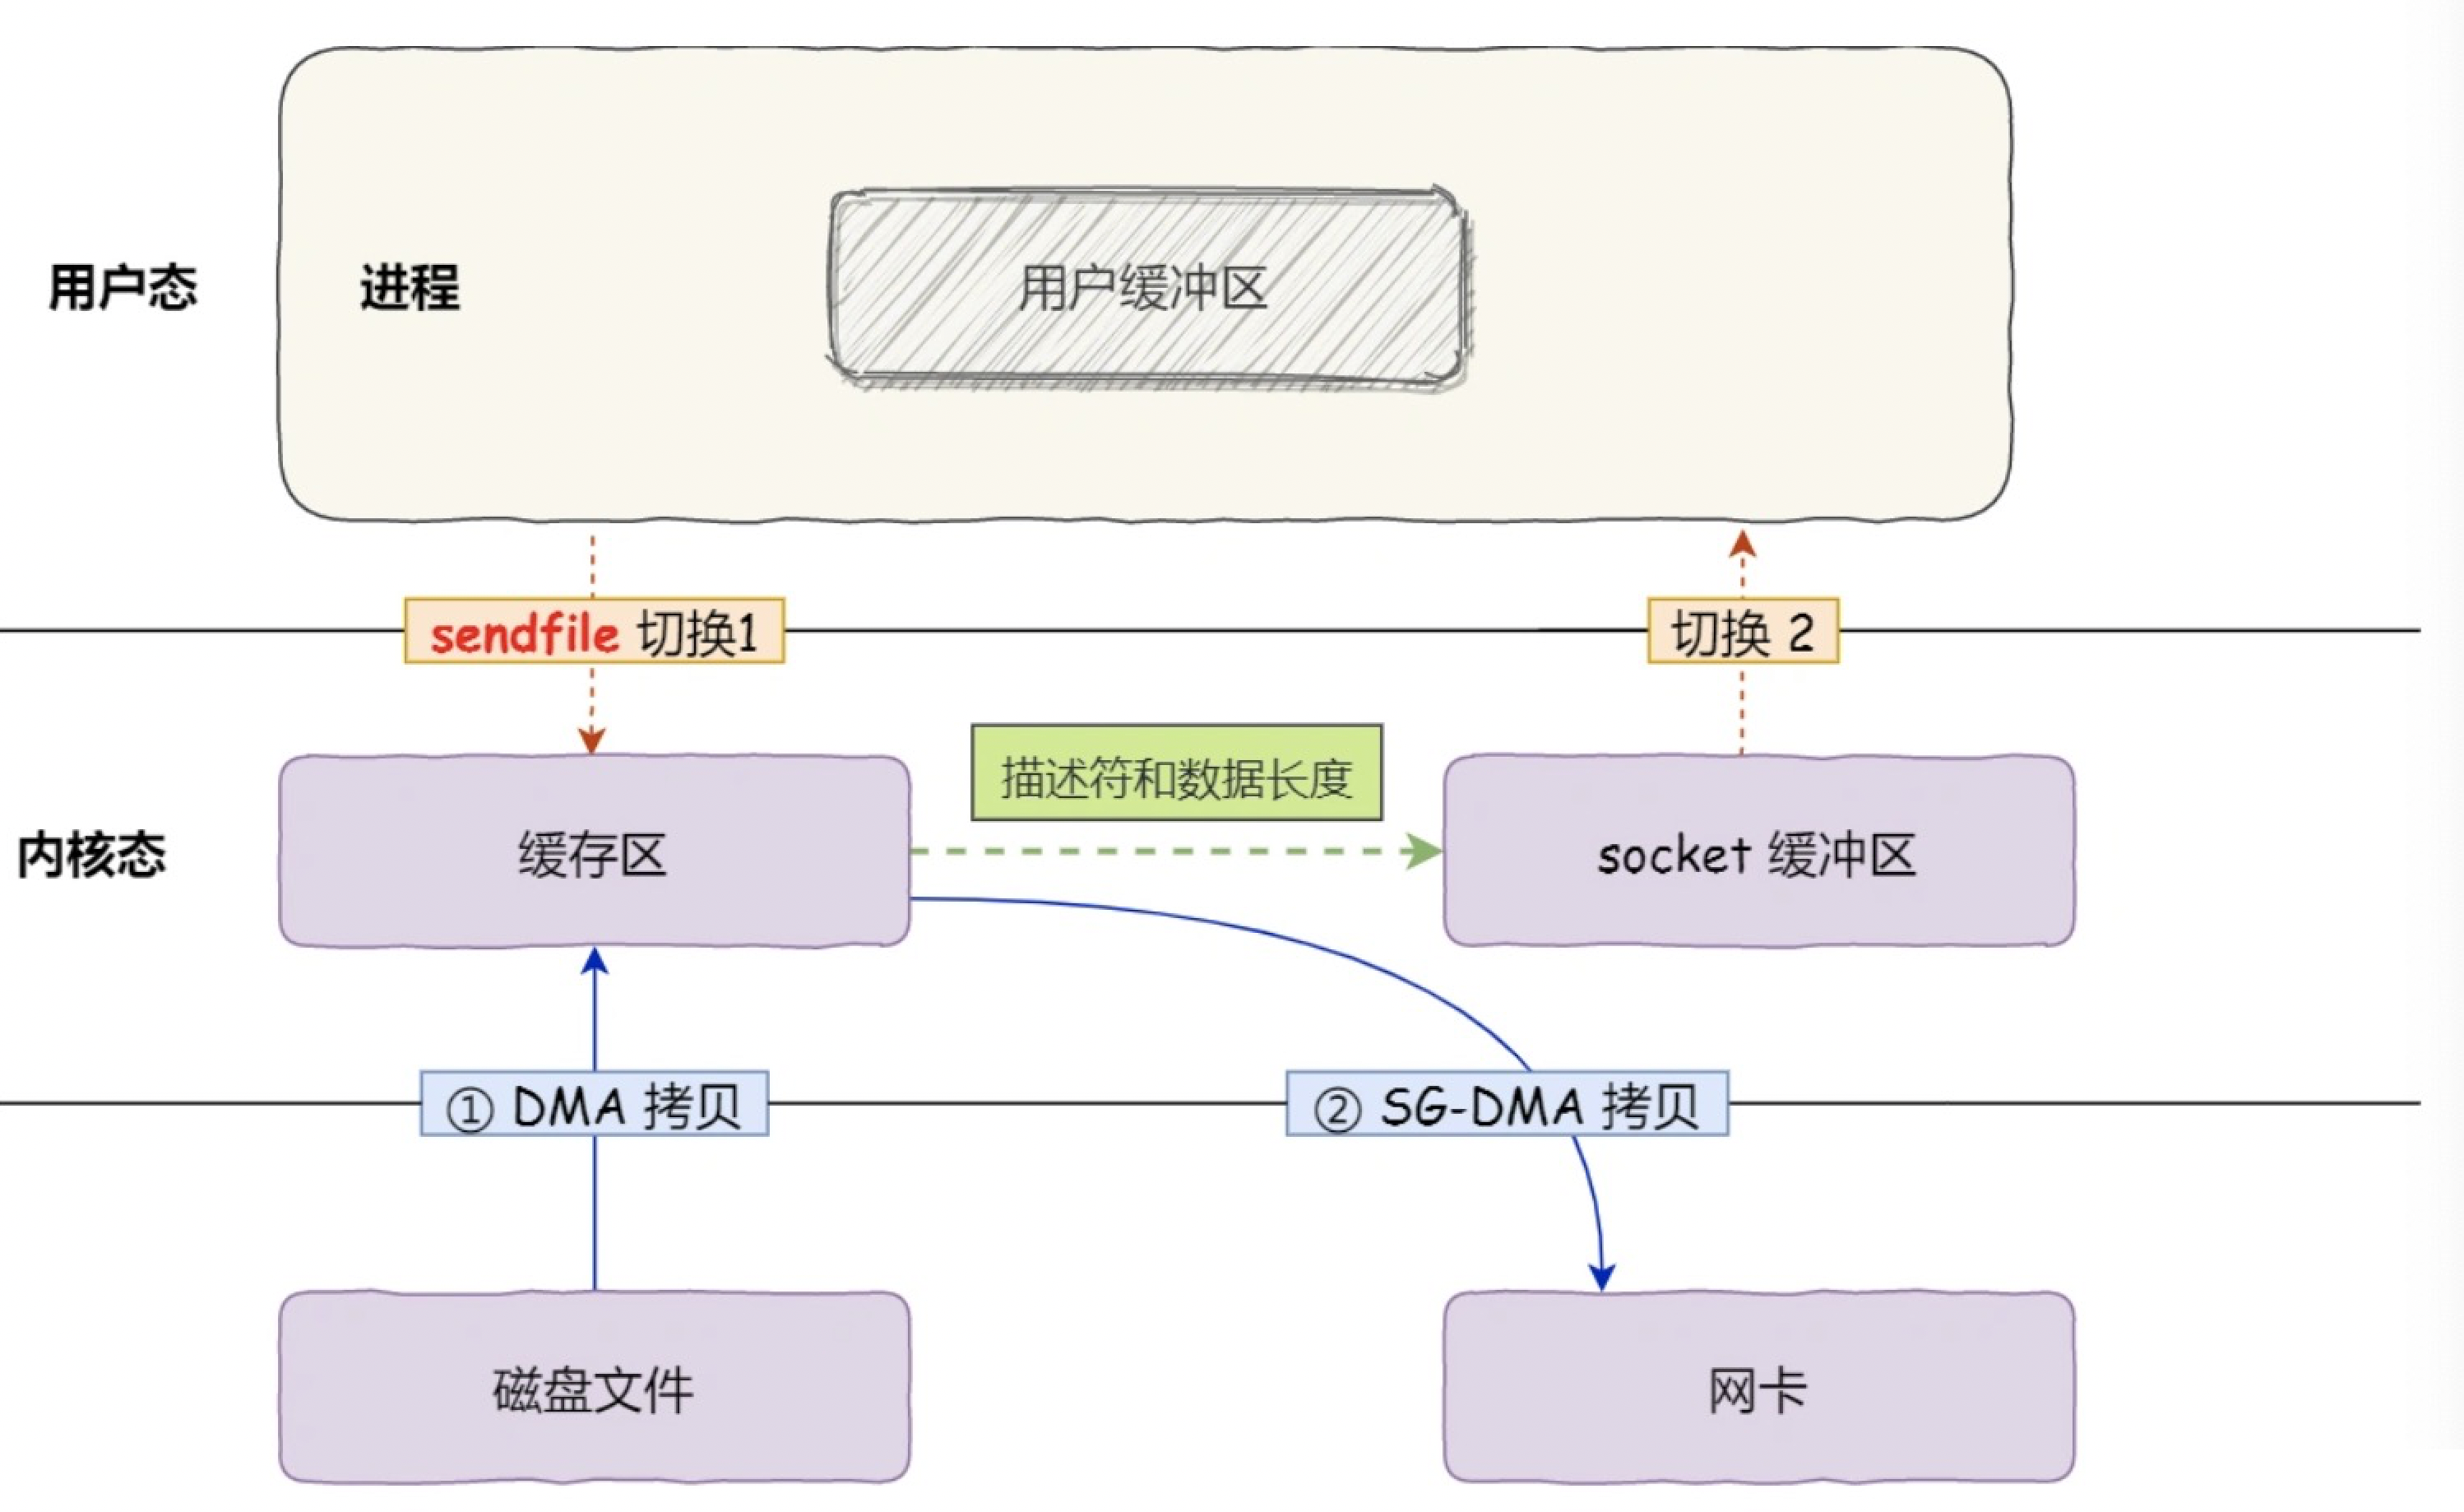 用户态
进程
用户缓冲区
sendfile 切换1
切换 2
描述符和数据长度
内核态
缓存区
socket 缓冲区
① DMA 拷贝
② SG-DMA 拷贝
磁盘文件
网卡